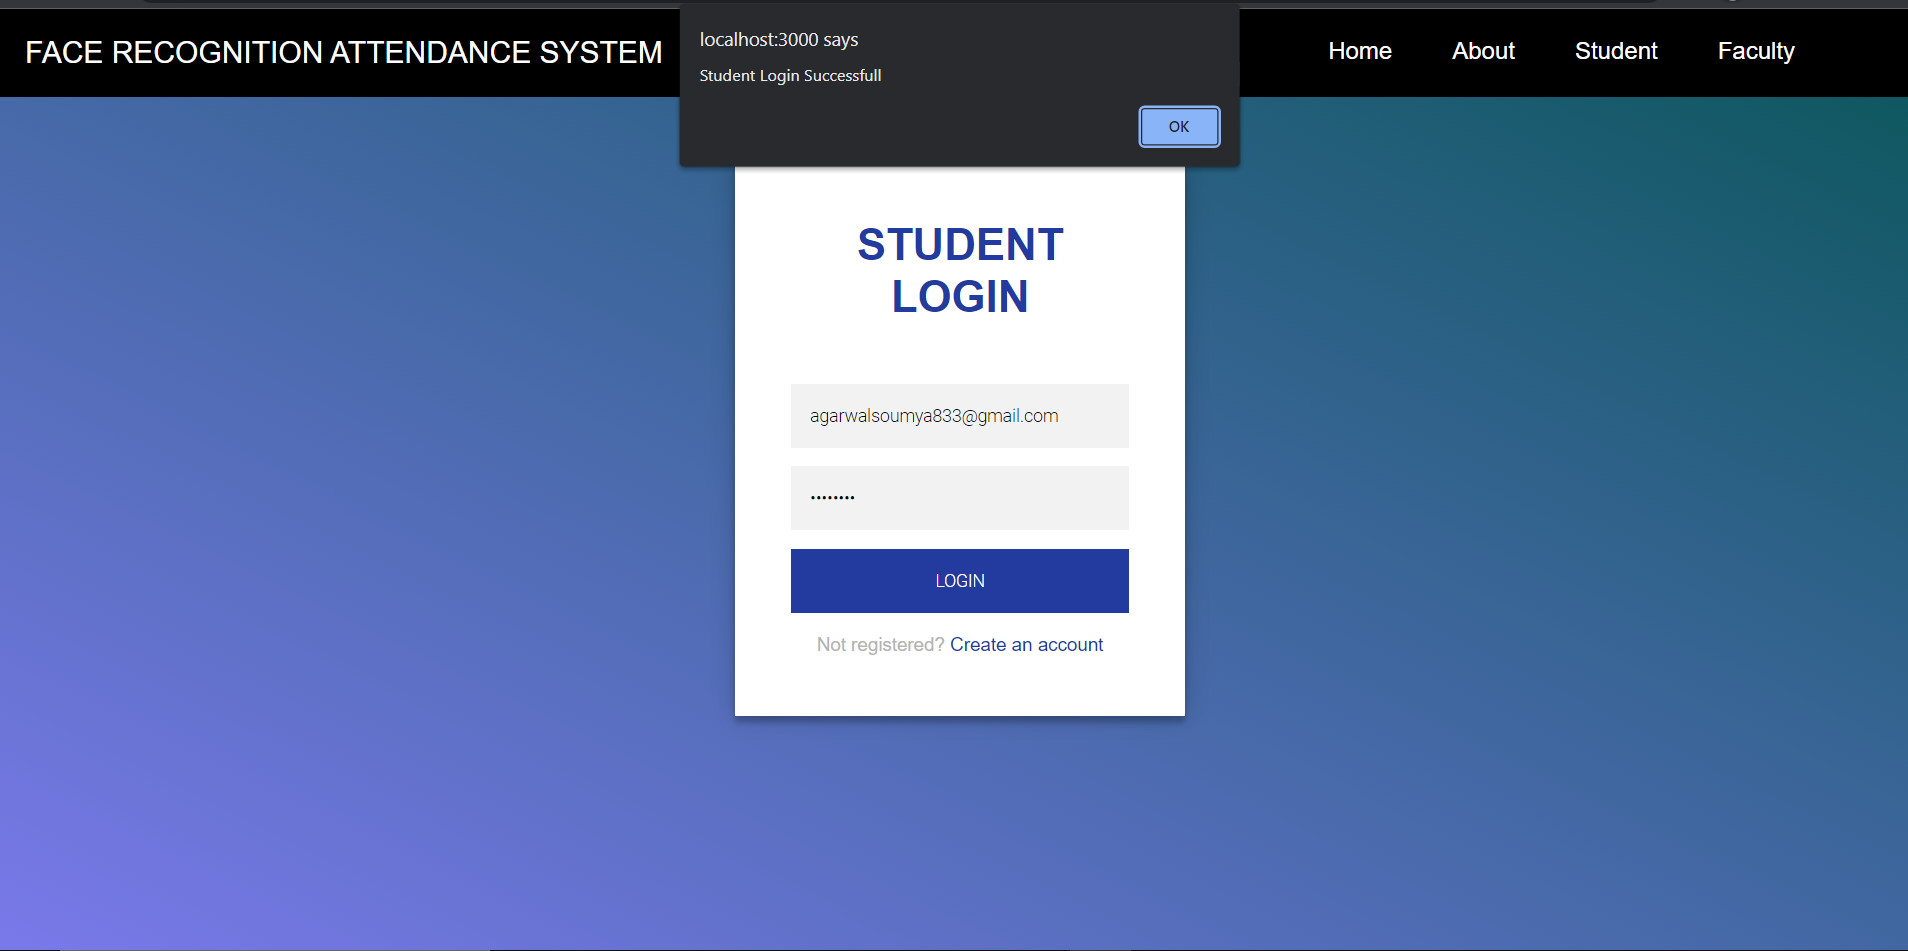 FACE RECOGNITION ATTENDANCE SYSTEM
localhost:3000 says
Student Login Successfull
OK
Home About Student Faculty
STUDENT
LOGIN
agarwalsoumya833@gmail.com
••••••••
LOGIN
Not registered? Create an account